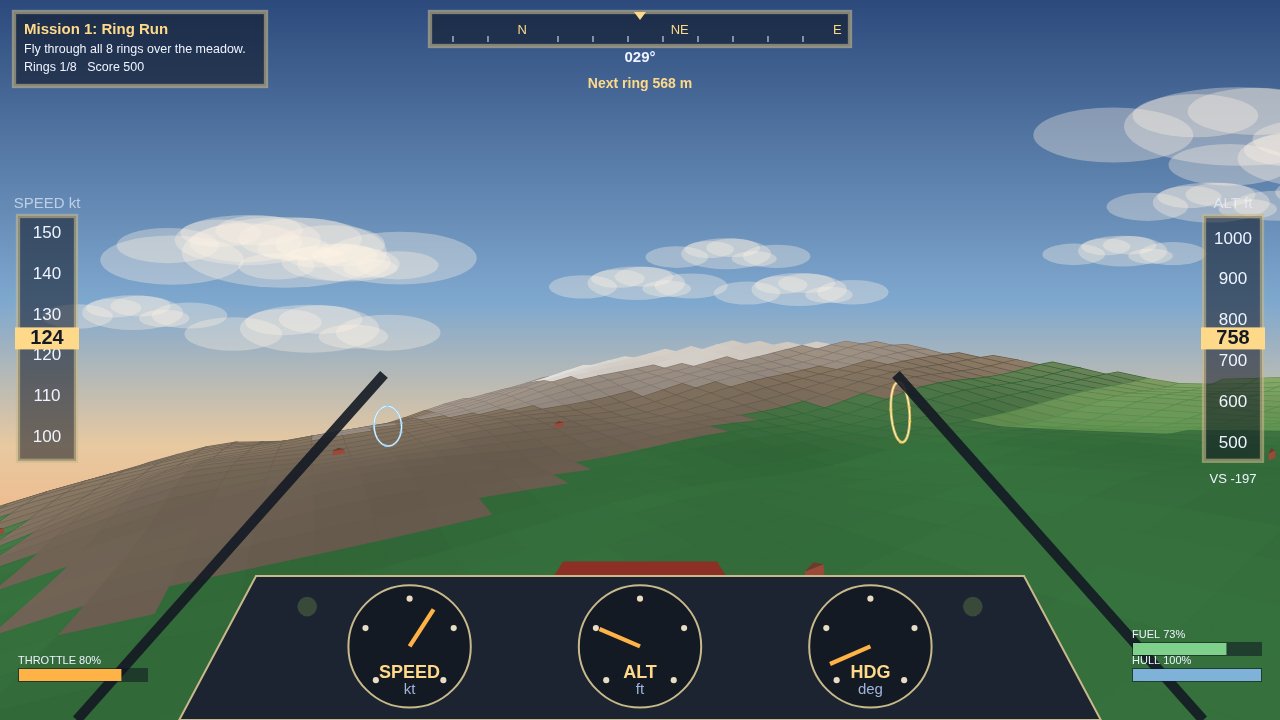 Mission 1: Ring Run
Fly through all 8 rings over the meadow.
Rings 1/8 Score 500
N NE E
029°
Next ring 568 m
SPEED kt
150
140
130
124
120
110
100
ALT ft
1000
900
800
758
700
600
500
VS -197
THROTTLE 80%
SPEED
kt
ALT
ft
HDG
deg
FUEL 73%
HULL 100%